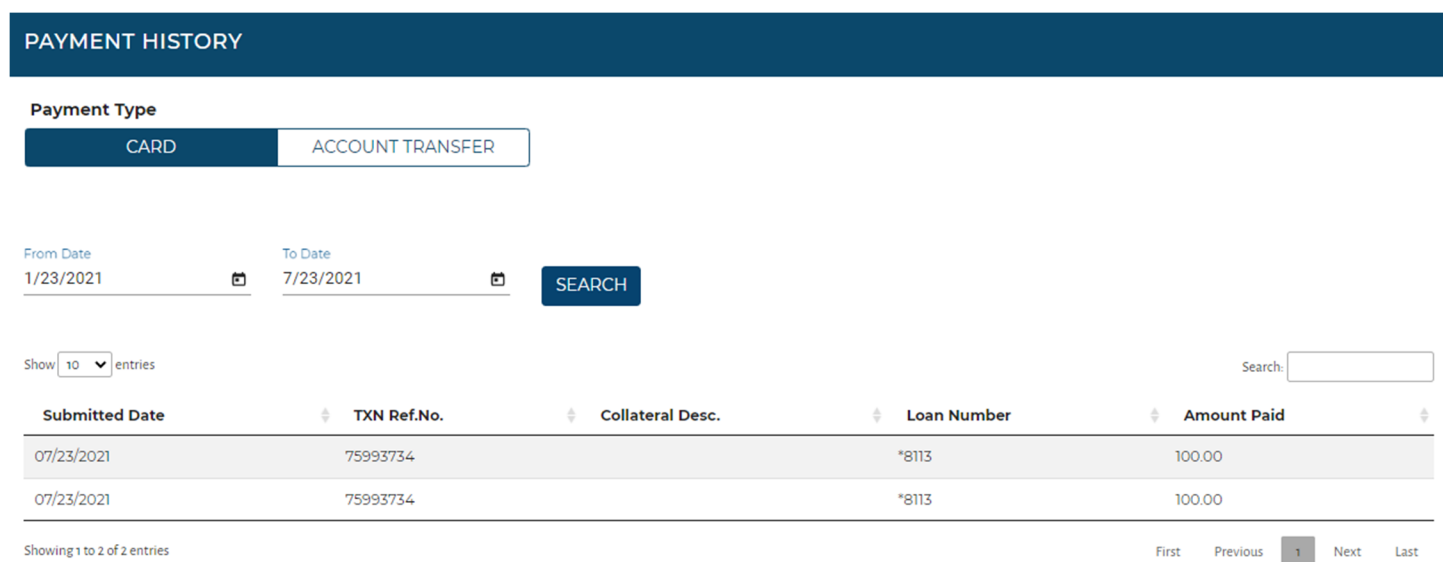 PAYMENT HISTORY
Payment Type
CARD ACCOUNT TRANSFER
From Date To Date
1/23/2021 7/23/2021 SEARCH
Show 10 entries Search:
Submitted Date TXN Ref.No. Collateral Desc. Loan Number Amount Paid
07/23/2021 75993734 *8113 100.00
07/23/2021 75993734 *8113 100.00
Showing 1 to 2 of 2 entries First Previous 1 Next Last